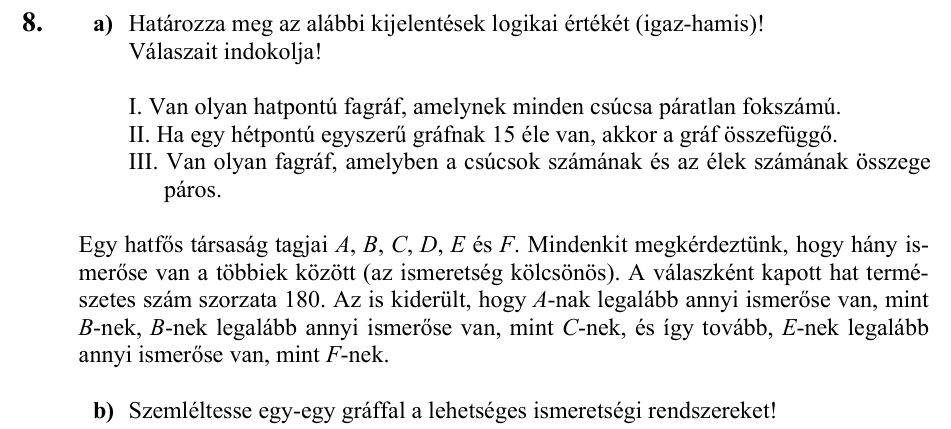 8. a) Határozza meg az alábbi kijelentések logikai értékét (igaz-hamis)!
Válaszait indokolja!
I. Van olyan hatpontú fagráf, amelynek minden csúcsa páratlan fokszámú.
II. Ha egy hétpontú egyszerű gráfnak 15 éle van, akkor a gráf összefüggő.
III. Van olyan fagráf, amelyben a csúcsok számának és az élek számának összege
páros.
Egy hatfős társaság tagjai A, B, C, D, E és F. Mindenkit megkérdeztünk, hogy hány is-
merőse van a többiek között (az ismeretség kölcsönös). A válaszként kapott hat termé-
szetes szám szorzata 180. Az is kiderült, hogy A-nak legalább annyi ismerőse van, mint
B-nek, B-nek legalább annyi ismerőse van, mint C-nek, és így tovább, E-nek legalább
annyi ismerőse van, mint F-nek.
b) Szemléltesse egy-egy gráffal a lehetséges ismeretségi rendszereket!